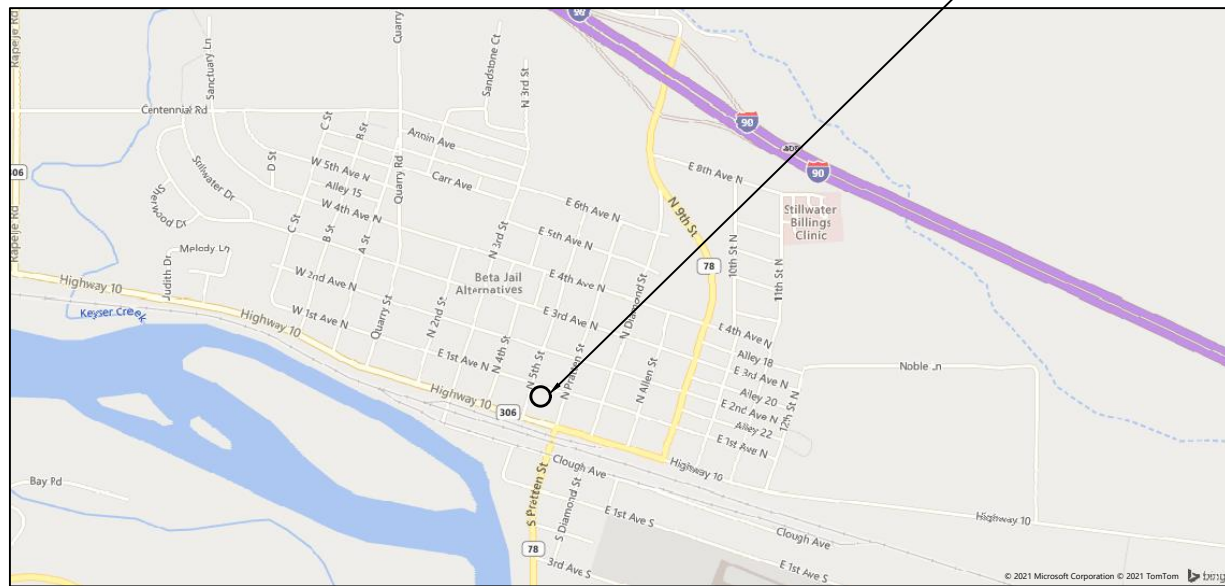 Rapeje Rd
Sanctuary Ln
Quarry
Sandstone Ct
N 3rd St
90
Centennial Rd
C St
B St
Annin Ave
90
408
306
Stillwater Dr
D St
W 5th Ave N
Alley 15
Quarry Rd
Carr Ave
E 8th Ave N
90
Sherwood Dr
W 4th Ave N
E 6th Ave N
N 9th St
Stillwater
Billings
Clinic
Rapeje Rd
C St
B St
A St
N 3rd St
E 5th Ave N
Melody Ln
Judith Dr
W 2nd Ave N
Beta Jail
Alternatives
E 4th Ave N
N Diamond St
78
10th St N
11th St N
Highway 10
Keyser Creek
Highway 10
W 1st Ave N
Quarry St
N 2nd St
E 3rd Ave N
E 4th Ave N
Alley 18
E 1st Ave N
N 4th St
N 5th St
N Pratten St
N Allen St
E 3rd Ave N
Noble Ln
Alley 20
Highway 10
306
E 2nd Ave N
12th St N
Alley 22
E 1st Ave N
Clough Ave
Highway 10
Bay Rd
S Pratten St
S Diamond St
E 1st Ave S
Highway 10
Clough Ave
78
3rd Ave S
E 1st Ave S
© 2021 Microsoft Corporation © 2021 TomTom
bing